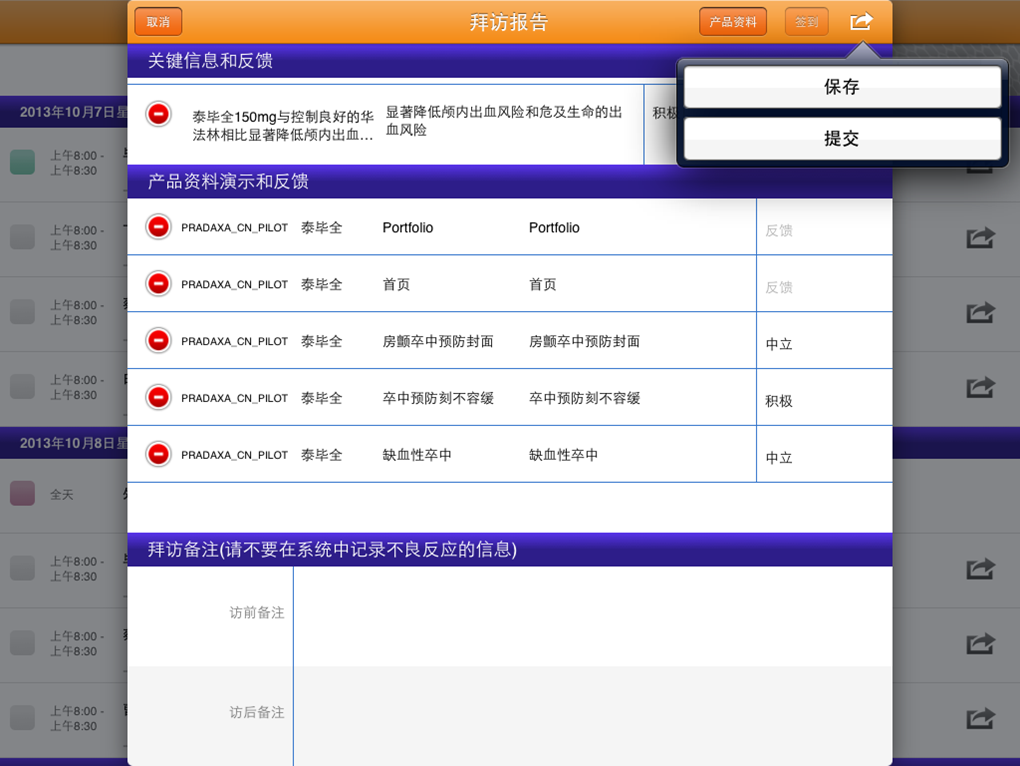 取消
拜访报告
产品资料
签到
保存
提交
关键信息和反馈
泰毕全150mg与控制良好的华
法林相比显著降低颅内出血...
显著降低颅内出血风险和危及生命的出
血风险
积极
产品资料演示和反馈
PRADAXA_CN_PILOT 泰毕全 Portfolio Portfolio 反馈
PRADAXA_CN_PILOT 泰毕全 首页 首页 反馈
PRADAXA_CN_PILOT 泰毕全 房颤卒中预防封面 房颤卒中预防封面 中立
PRADAXA_CN_PILOT 泰毕全 卒中预防刻不容缓 卒中预防刻不容缓 积极
PRADAXA_CN_PILOT 泰毕全 缺血性卒中 缺血性卒中 中立
拜访备注(请不要在系统中记录不良反应的信息)
访前备注
访后备注
2013年10月7日星
上午8:00 -
上午8:30
上午8:00 -
上午8:30
上午8:00 -
上午8:30
上午8:00 -
上午8:30
2013年10月8日星
全天
上午8:00 -
上午8:30
上午8:00 -
上午8:30
上午8:00 -
上午8:30